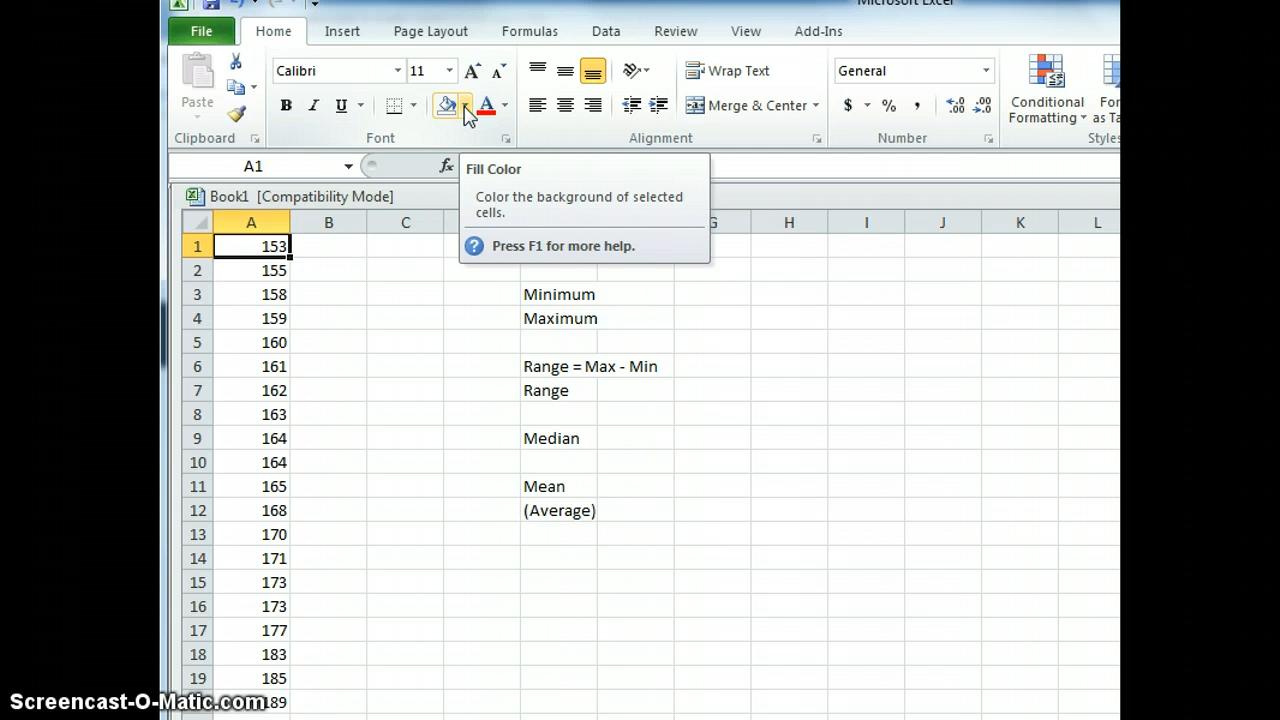 Microsoft Excel
File Home Insert Page Layout Formulas Data Review View Add-Ins
Calibri 11 Wrap Text General
Paste B I U A Merge & Center $ % , Conditional
Formatting
Clipboard Font Alignment Number Styles
A1 fx
Fill Color
Color the background of selected
cells.
Press F1 for more help.
Book1 [Compatibility Mode]
A B C G H I J K L
1 153
2 155
3 158 Minimum
4 159 Maximum
5 160
6 161 Range = Max - Min
7 162 Range
8 163
9 164 Median
10 164
11 165 Mean
12 168 (Average)
13 170
14 171
15 173
16 173
17 177
18 183
19 185
Screencast-O-Matic.com 189